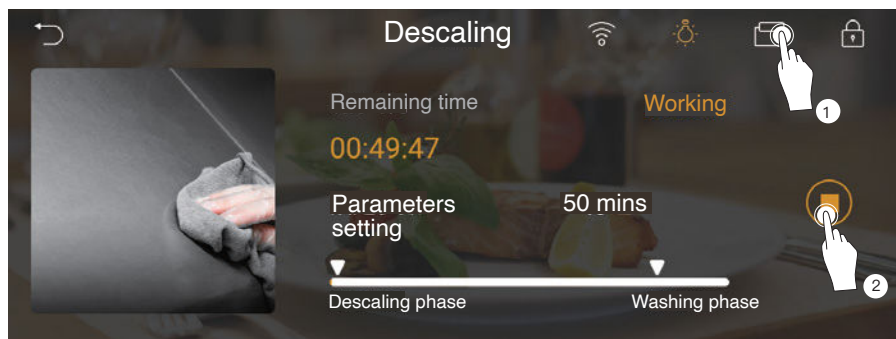 Descaling
1
Remaining time
Working
00:49:47
Parameters
setting
50 mins
2
Descaling phase
Washing phase